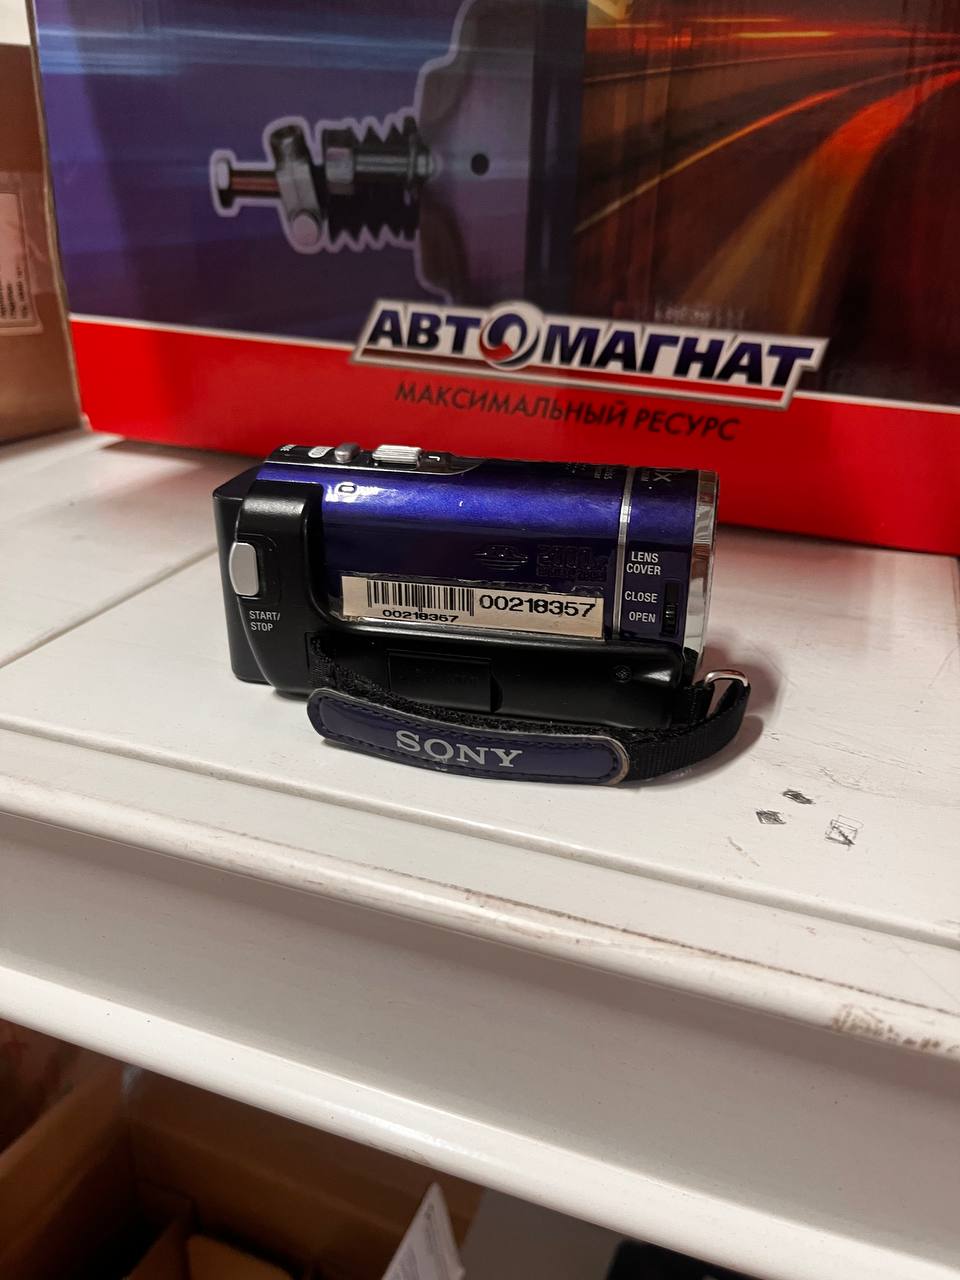 АВТОМАГНАТ
МАКСИМАЛЬНЫЙ РЕСУРС
LENS
COVER
CLOSE
OPEN
START/
STOP
00218357
00218357
SONY